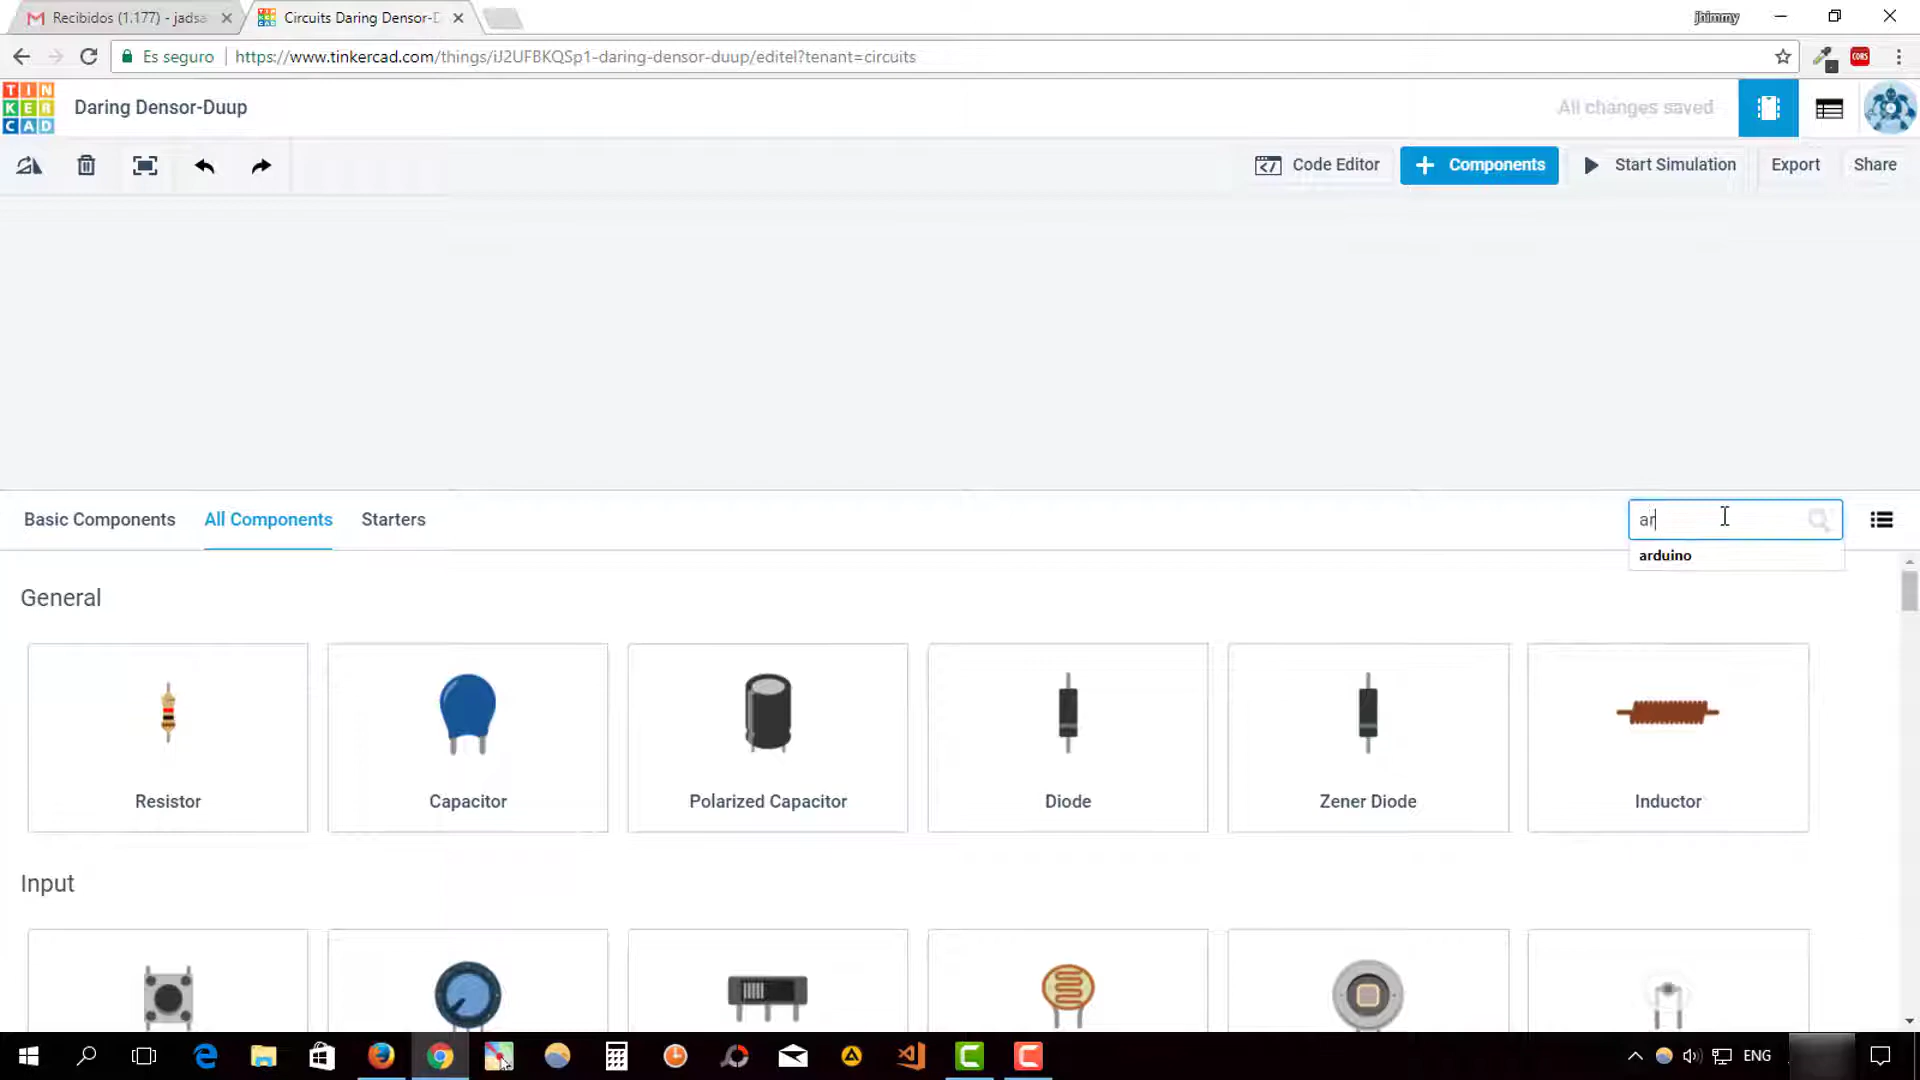 Recibidos (1.177) - jadsa
Circuits Daring Densor-D
jhimmy
Es seguro
https://www.tinkercad.com/things/iJ2UFBKQSp1-daring-densor-duup/editel?tenant=circuits
CORS
TIN
KER
CAD
Daring Densor-Duup
All changes saved
Code Editor
Components
Start Simulation
Export
Share
Basic Components
All Components
Starters
ar
arduino
General
Resistor
Capacitor
Polarized Capacitor
Diode
Zener Diode
Inductor
Input
ENG